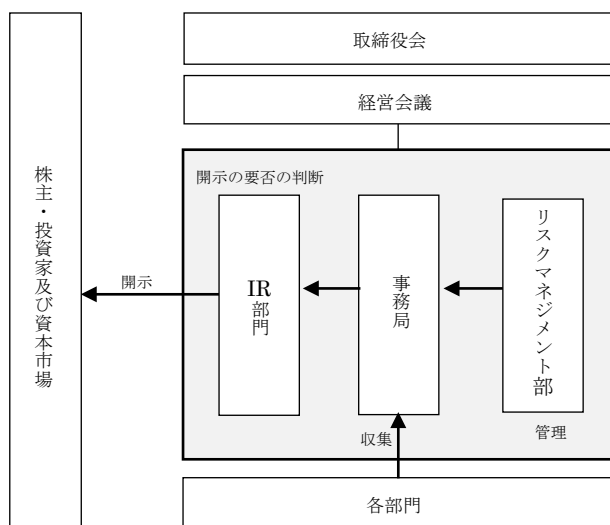 取締役会
経営会議
株主・投資家及び資本市場
開示の要否の判断
開示
IR部門
事務局
リスクマネジメント部
管理
収集
各部門